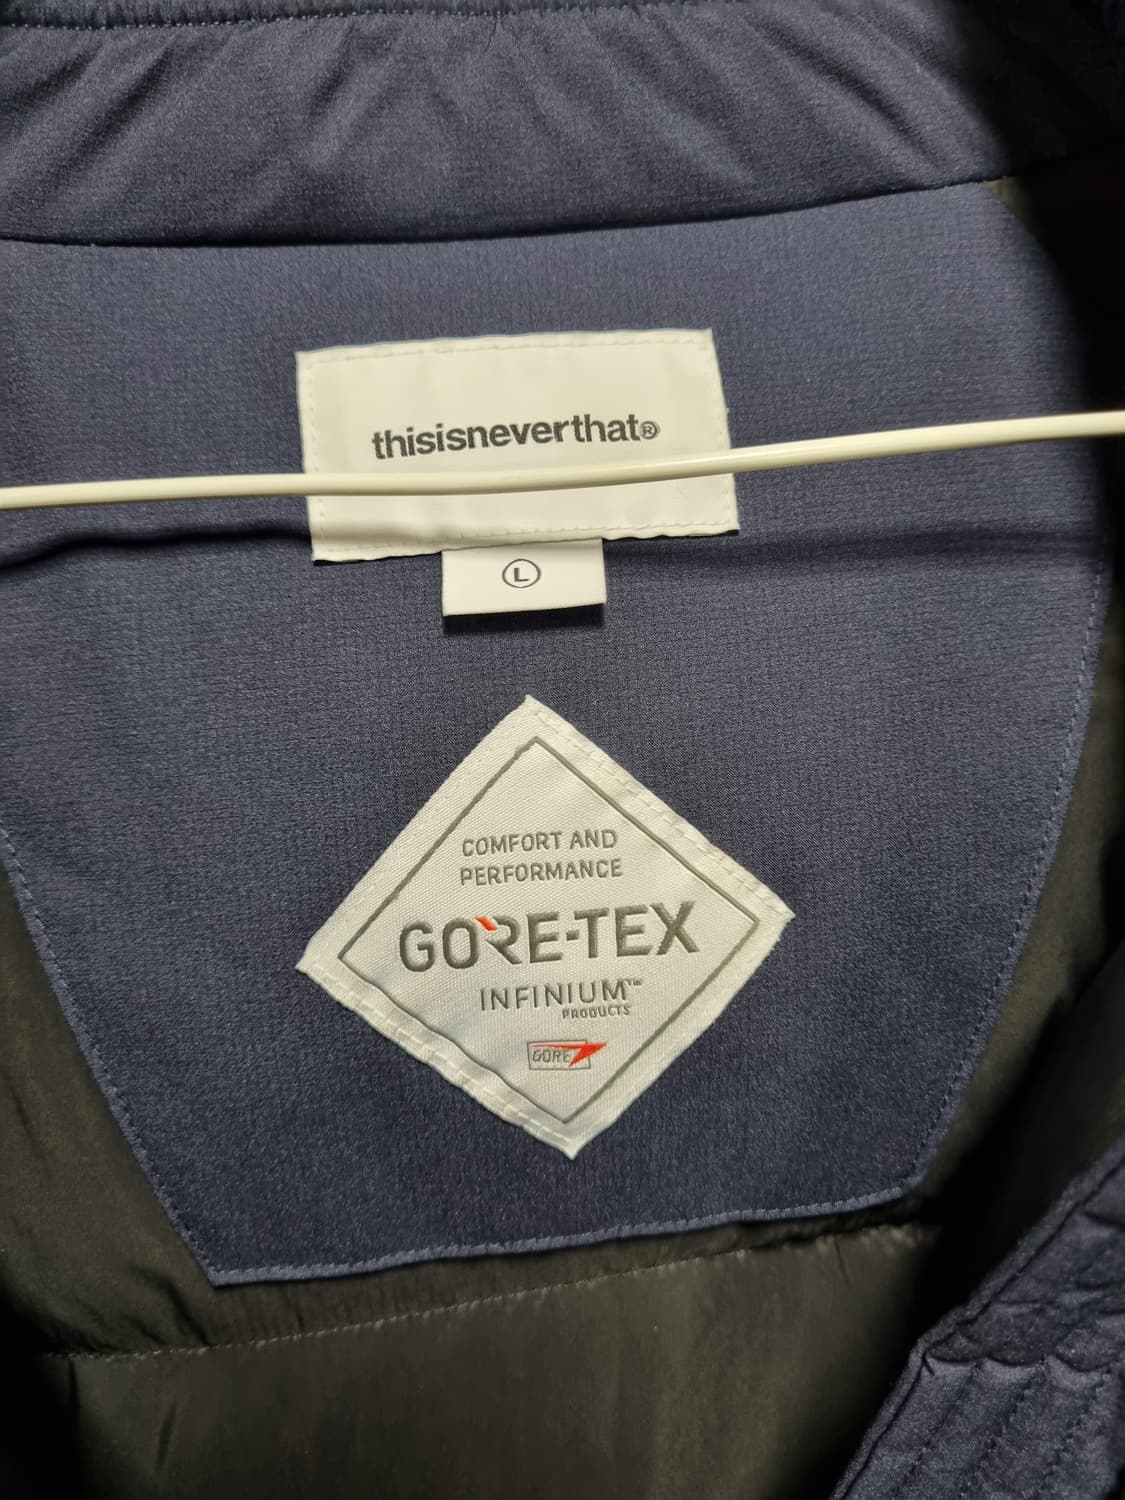 thisisneverthat®
L
COMFORT AND
PERFORMANCE
GORE-TEX
INFINIUM™
PRODUCTS
GORE